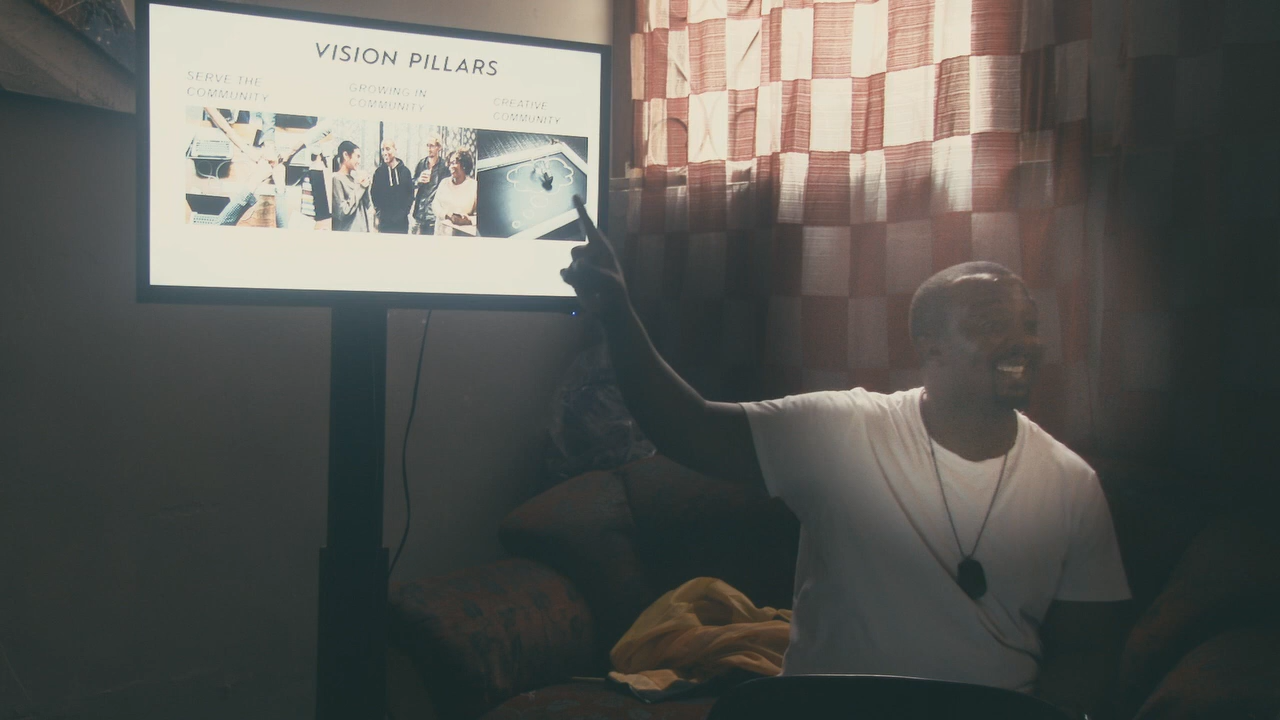 VISION PILLARS
SERVE THE
COMMUNITY
GROWING IN
COMMUNITY
CREATIVE
COMMUNITY